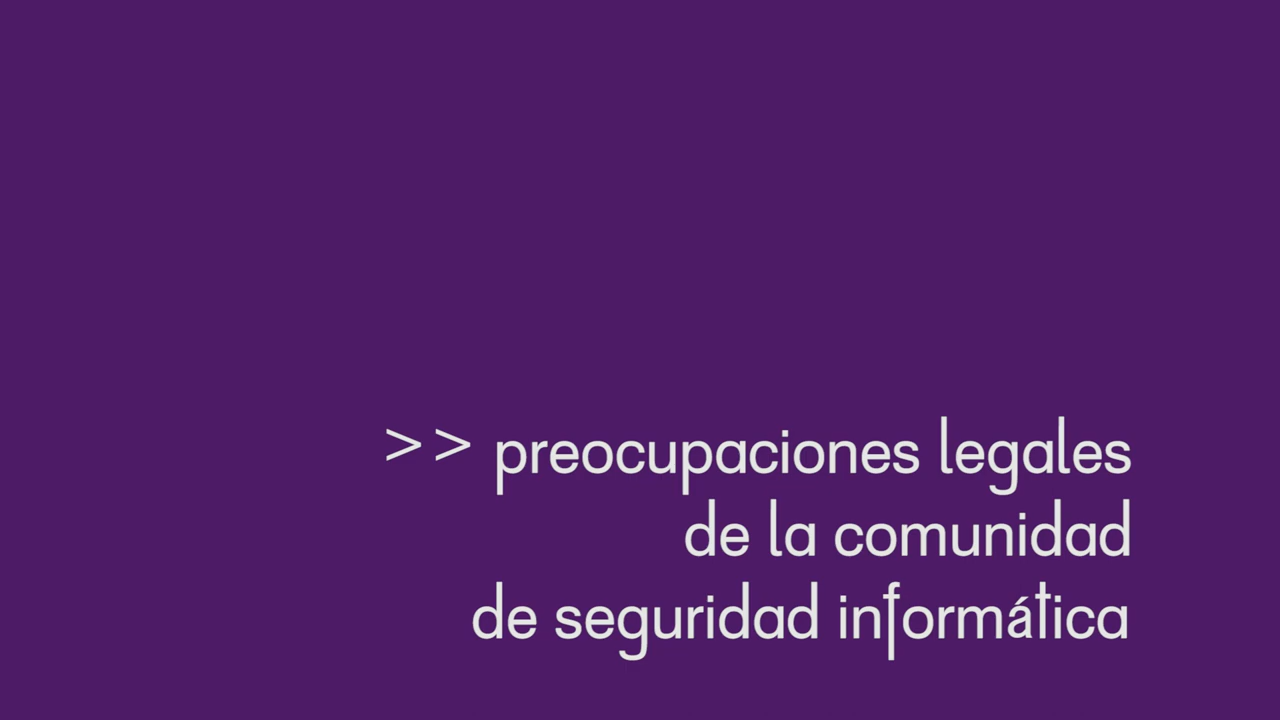 >> preocupaciones legales
de la comunidad
de seguridad informática